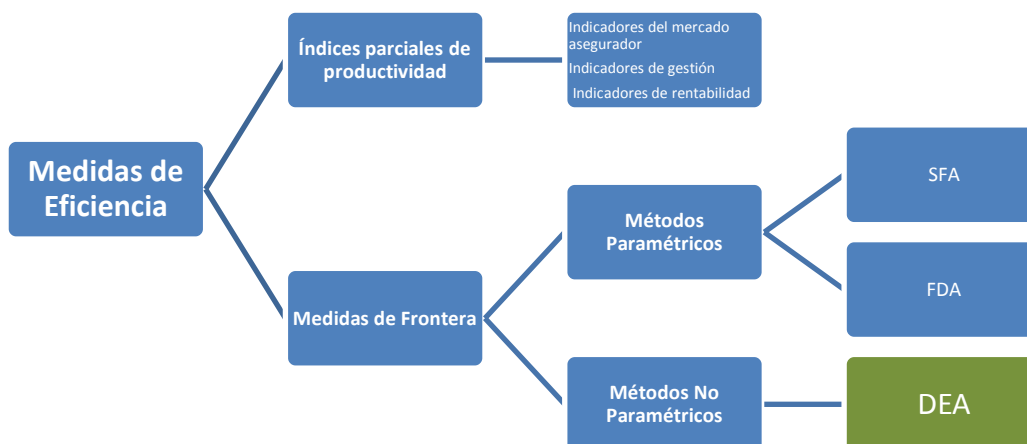 Medidas de
Eficiencia
Índices parciales de
productividad
Indicadores del mercado
asegurador
Indicadores de gestión
Indicadores de rentabilidad
Medidas de Frontera
Métodos
Paramétricos
SFA
FDA
Métodos No
Paramétricos
DEA